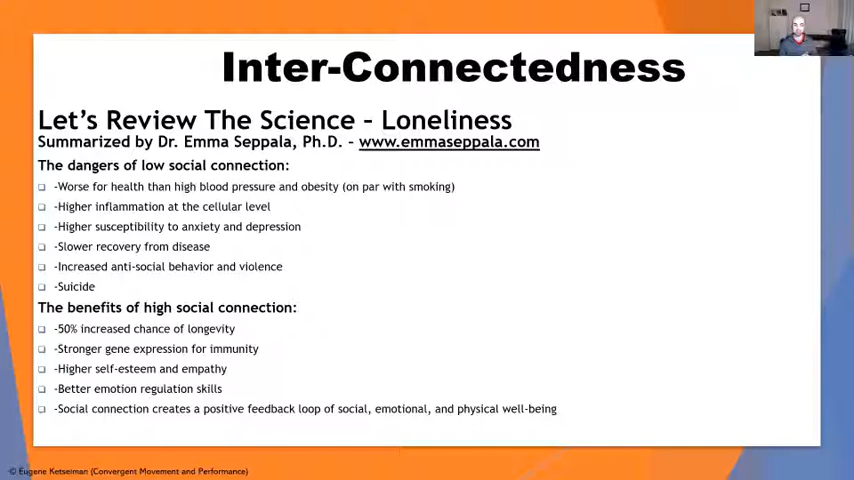 Inter-Connectedness
Let's Review The Science – Loneliness
Summarized by Dr. Emma Seppala, Ph.D. – www.emmaseppala.com
The dangers of low social connection:
-Worse for health than high blood pressure and obesity (on par with smoking)
-Higher inflammation at the cellular level
-Higher susceptibility to anxiety and depression
-Slower recovery from disease
-Increased anti-social behavior and violence
-Suicide
The benefits of high social connection:
-50% increased chance of longevity
-Stronger gene expression for immunity
-Higher self-esteem and empathy
-Better emotion regulation skills
-Social connection creates a positive feedback loop of social, emotional, and physical well-being
© Eugene Ketselman (Convergent Movement and Performance)